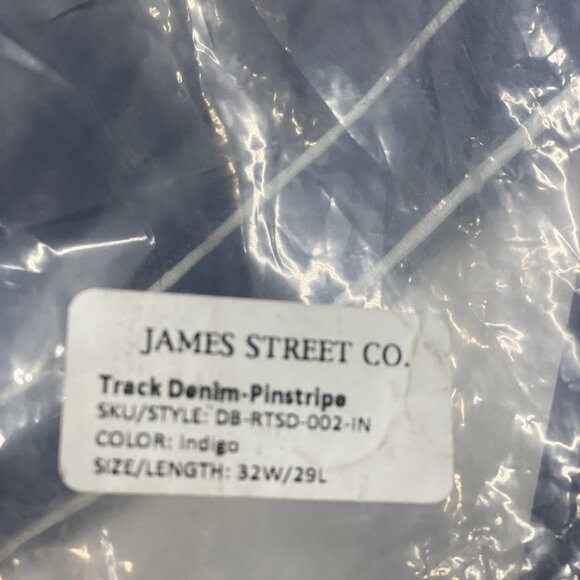 JAMES STREET CO.
Track Denim-Pinstripe
SKU/STYLE: DB-RTSD-002-IN
COLOR: Indigo
SIZE/LENGTH: 32W/29L